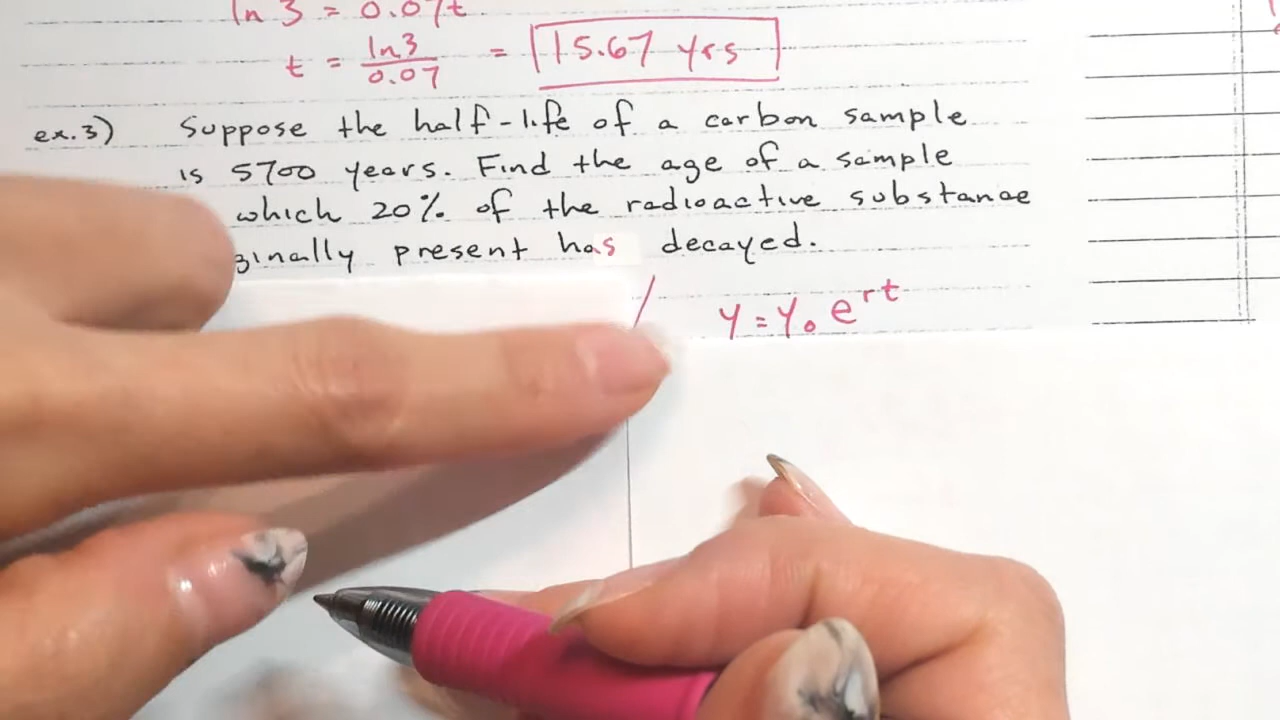 ln 3 = 0.07t
t = ln3 / 0.07 = 15.67 yrs
ex.3) Suppose the half-life of a carbon sample
is 5700 years. Find the age of a sample
which 20% of the radioactive substance
ginally present has decayed.
y = y₀ e^rt